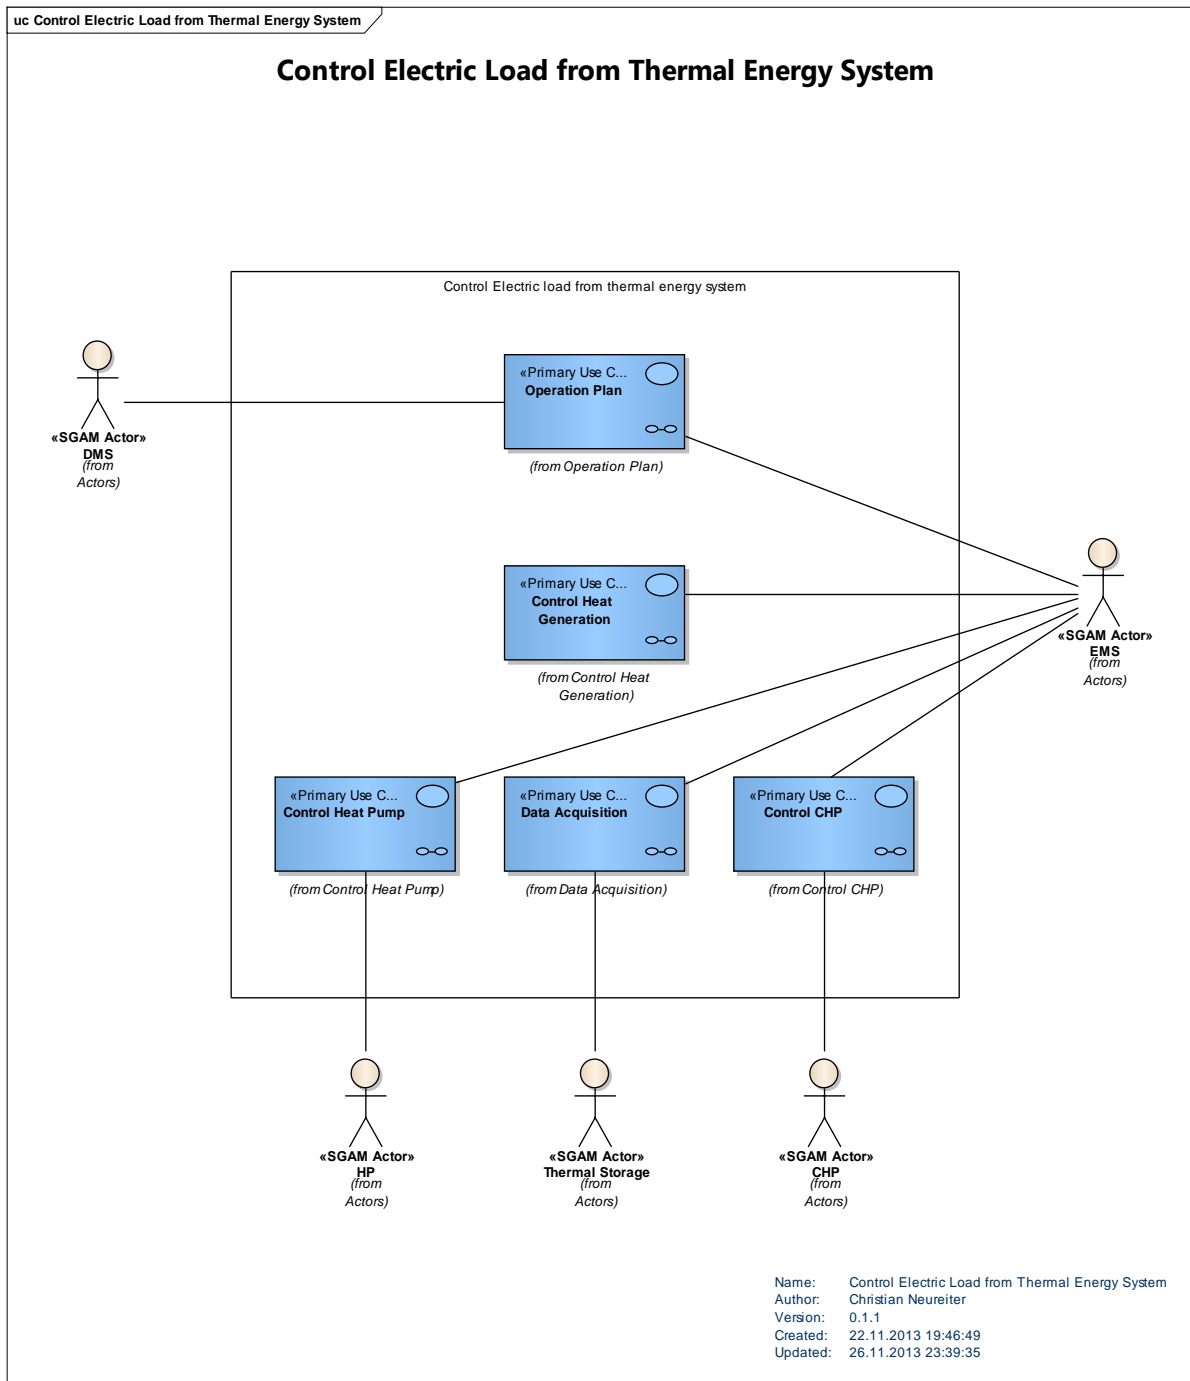 uc Control Electric Load from Thermal Energy System
Control Electric Load from Thermal Energy System
Control Electric load from thermal energy system
«Primary Use C...
Operation Plan
(from Operation Plan)
«SGAM Actor»
DMS
(from
Actors)
«Primary Use C...
Control Heat
Generation
(from Control Heat
Generation)
«SGAM Actor»
EMS
(from
Actors)
«Primary Use C...
Control Heat Pump
(from Control Heat Pump)
«Primary Use C...
Data Acquisition
(from Data Acquisition)
«Primary Use C...
Control CHP
(from Control CHP)
«SGAM Actor»
HP
(from
Actors)
«SGAM Actor»
Thermal Storage
(from
Actors)
«SGAM Actor»
CHP
(from
Actors)
Name: Control Electric Load from Thermal Energy System
Author: Christian Neureiter
Version: 0.1.1
Created: 22.11.2013 19:46:49
Updated: 26.11.2013 23:39:35